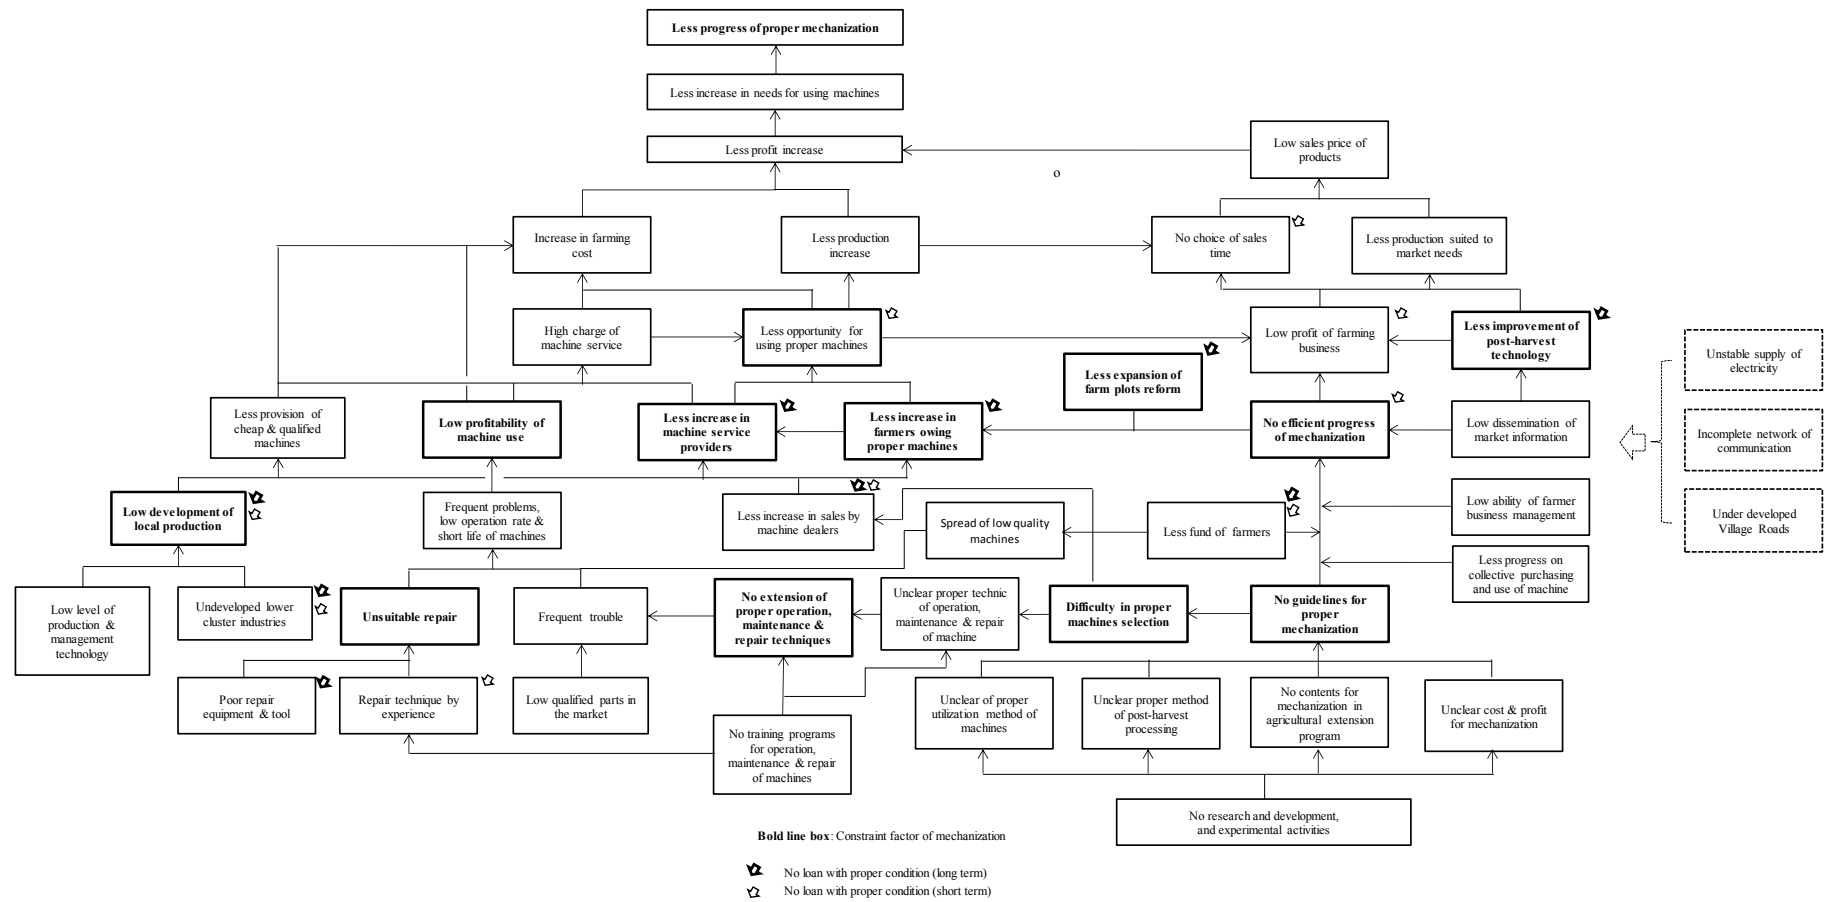 Less progress of proper mechanization
Less increase in needs for using machines
Less profit increase
Low sales price of
products
o
Increase in farming
cost
Less production
increase
No choice of sales
time
Less production suited to
market needs
High charge of
machine service
Less opportunity for
using proper machines
Low profit of farming
business
Less improvement of
post-harvest
technology
Unstable supply of
electricity
Less expansion of
farm plots reform
Less provision of
cheap & qualified
machines
Low profitability of
machine use
Less increase in
machine service
providers
Less increase in
farmers owing
proper machines
No efficient progress
of mechanization
Low dissemination of
market information
Incomplete network of
communication
Low development of
local production
Frequent problems,
low operation rate &
short life of machines
Less increase in sales by
machine dealers
Spread of low quality
machines
Less fund of farmers
Low ability of farmer
business management
Under developed
Village Roads
Less progress on
collective purchasing
and use of machine
Low level of
production &
management
technology
Undeveloped lower
cluster industries
Unsuitable repair
Frequent trouble
No extension of
proper operation,
maintenance &
repair techniques
Unclear proper technic
of operation,
maintenance & repair
of machine
Difficulty in proper
machines selection
No guidelines for
proper
mechanization
Poor repair
equipment & tool
Repair technique by
experience
Low qualified parts in
the market
No training programs
for operation,
maintenance & repair
of machines
Unclear of proper
utilization method of
machines
Unclear proper method
of post-harvest
processing
No contents for
mechanization in
agricultural extension
program
Unclear cost & profit
for mechanization
No research and development,
and experimental activities
Bold line box: Constraint factor of mechanization
No loan with proper condition (long term)
No loan with proper condition (short term)